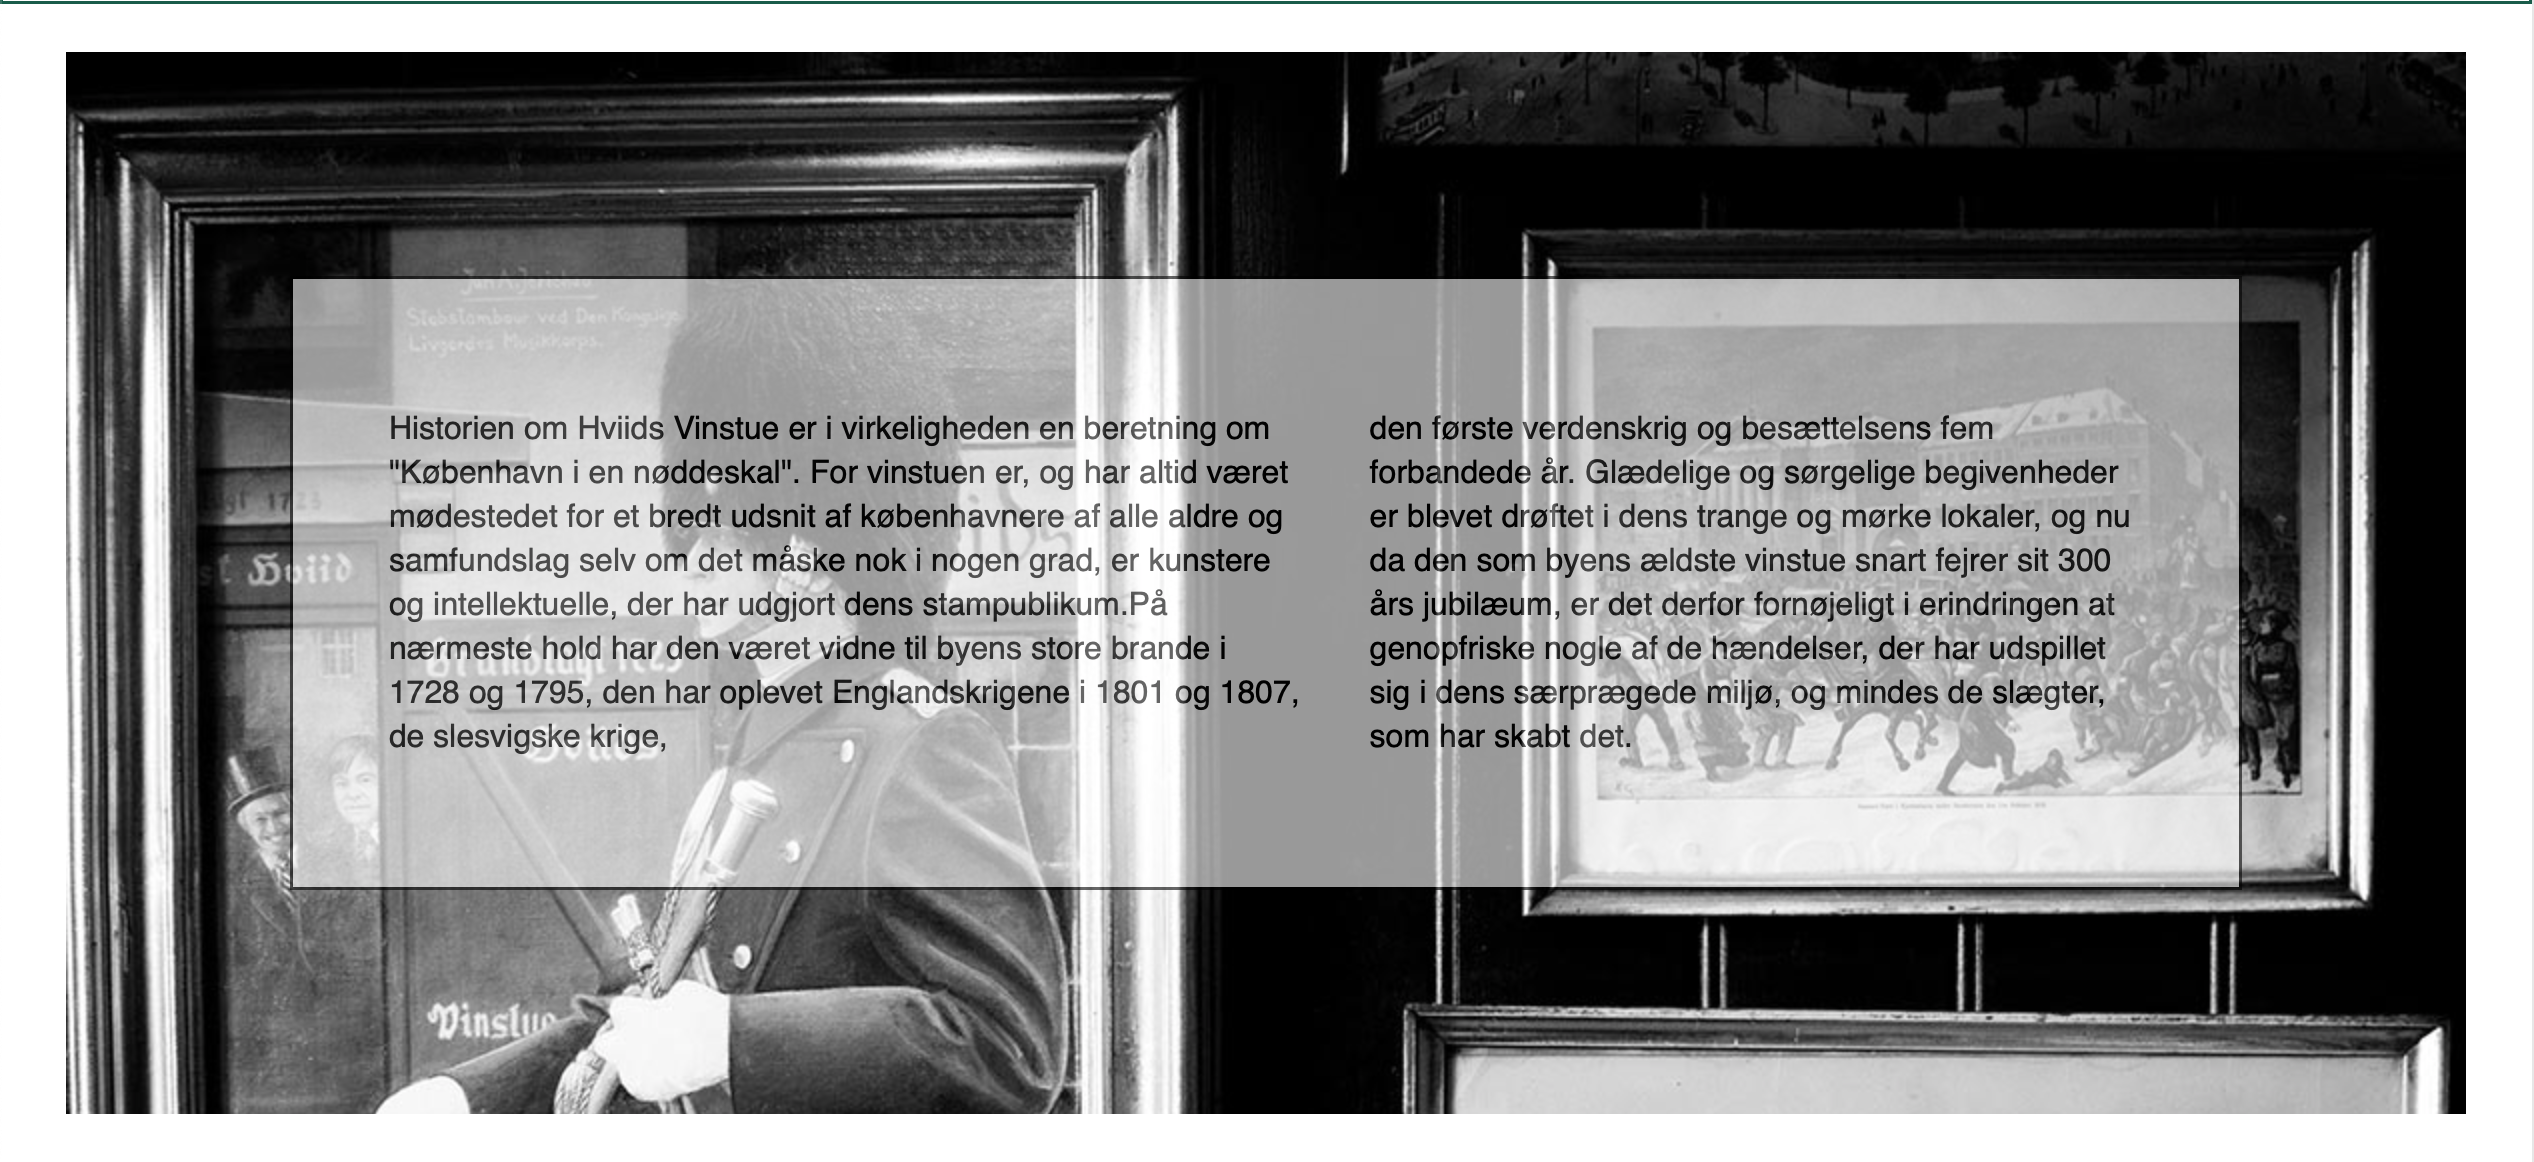 Jan A. Jerichau
Stabstambour ved Den Kongelige
Livgardes Musikkorps.
1723
Hviid
Historien om Hviids Vinstue er i virkeligheden en beretning om
"København i en nøddeskal". For vinstuen er, og har altid været
mødestedet for et bredt udsnit af københavnere af alle aldre og
samfundslag selv om det måske nok i nogen grad, er kunstere
og intellektuelle, der har udgjort dens stampublikum.På
nærmeste hold har den været vidne til byens store brande i
1728 og 1795, den har oplevet Englandskrigene i 1801 og 1807,
de slesvigske krige,
den første verdenskrig og besættelsens fem
forbandede år. Glædelige og sørgelige begivenheder
er blevet drøftet i dens trange og mørke lokaler, og nu
da den som byens ældste vinstue snart fejrer sit 300
års jubilæum, er det derfor fornøjeligt i erindringen at
genopfriske nogle af de hændelser, der har udspillet
sig i dens særprægede miljø, og mindes de slægter,
som har skabt det.
Vinstue